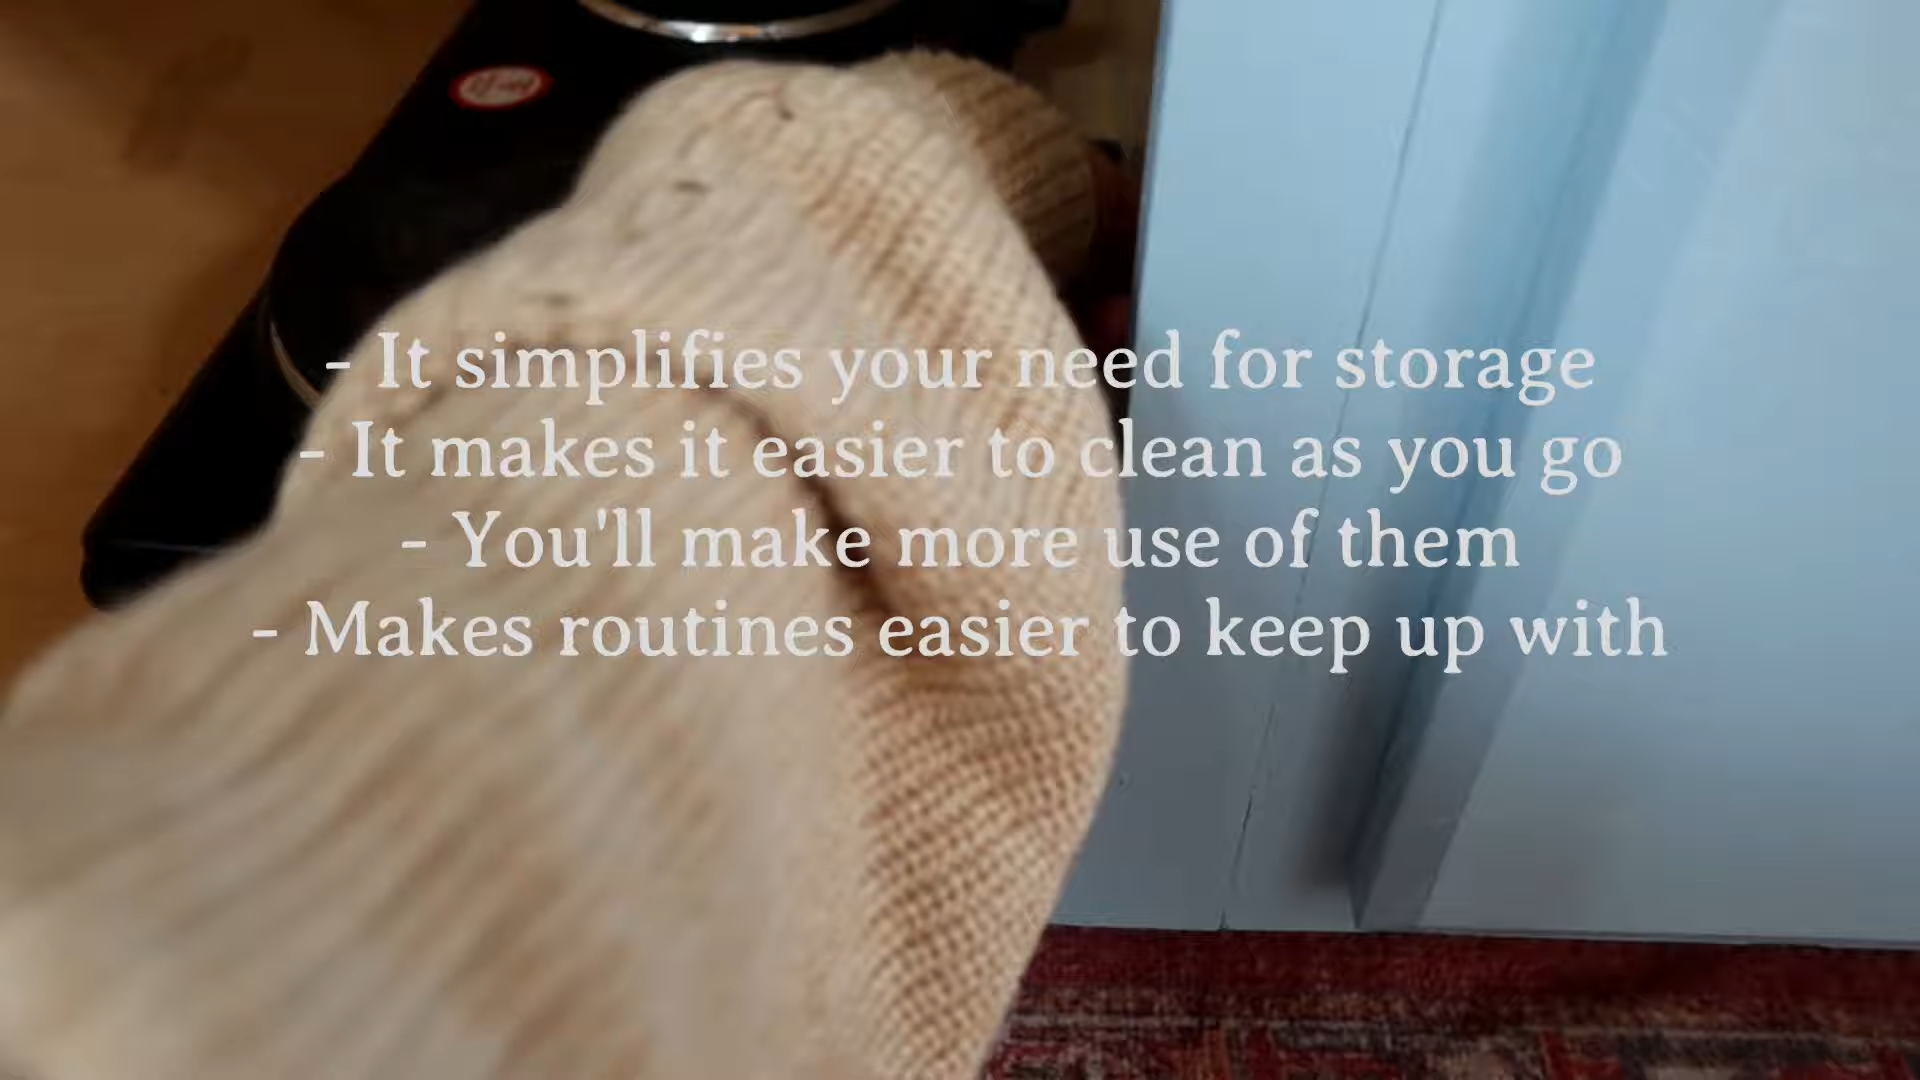 - It simplifies your need for storage
- It makes it easier to clean as you go
- You'll make more use of them
- Makes routines easier to keep up with